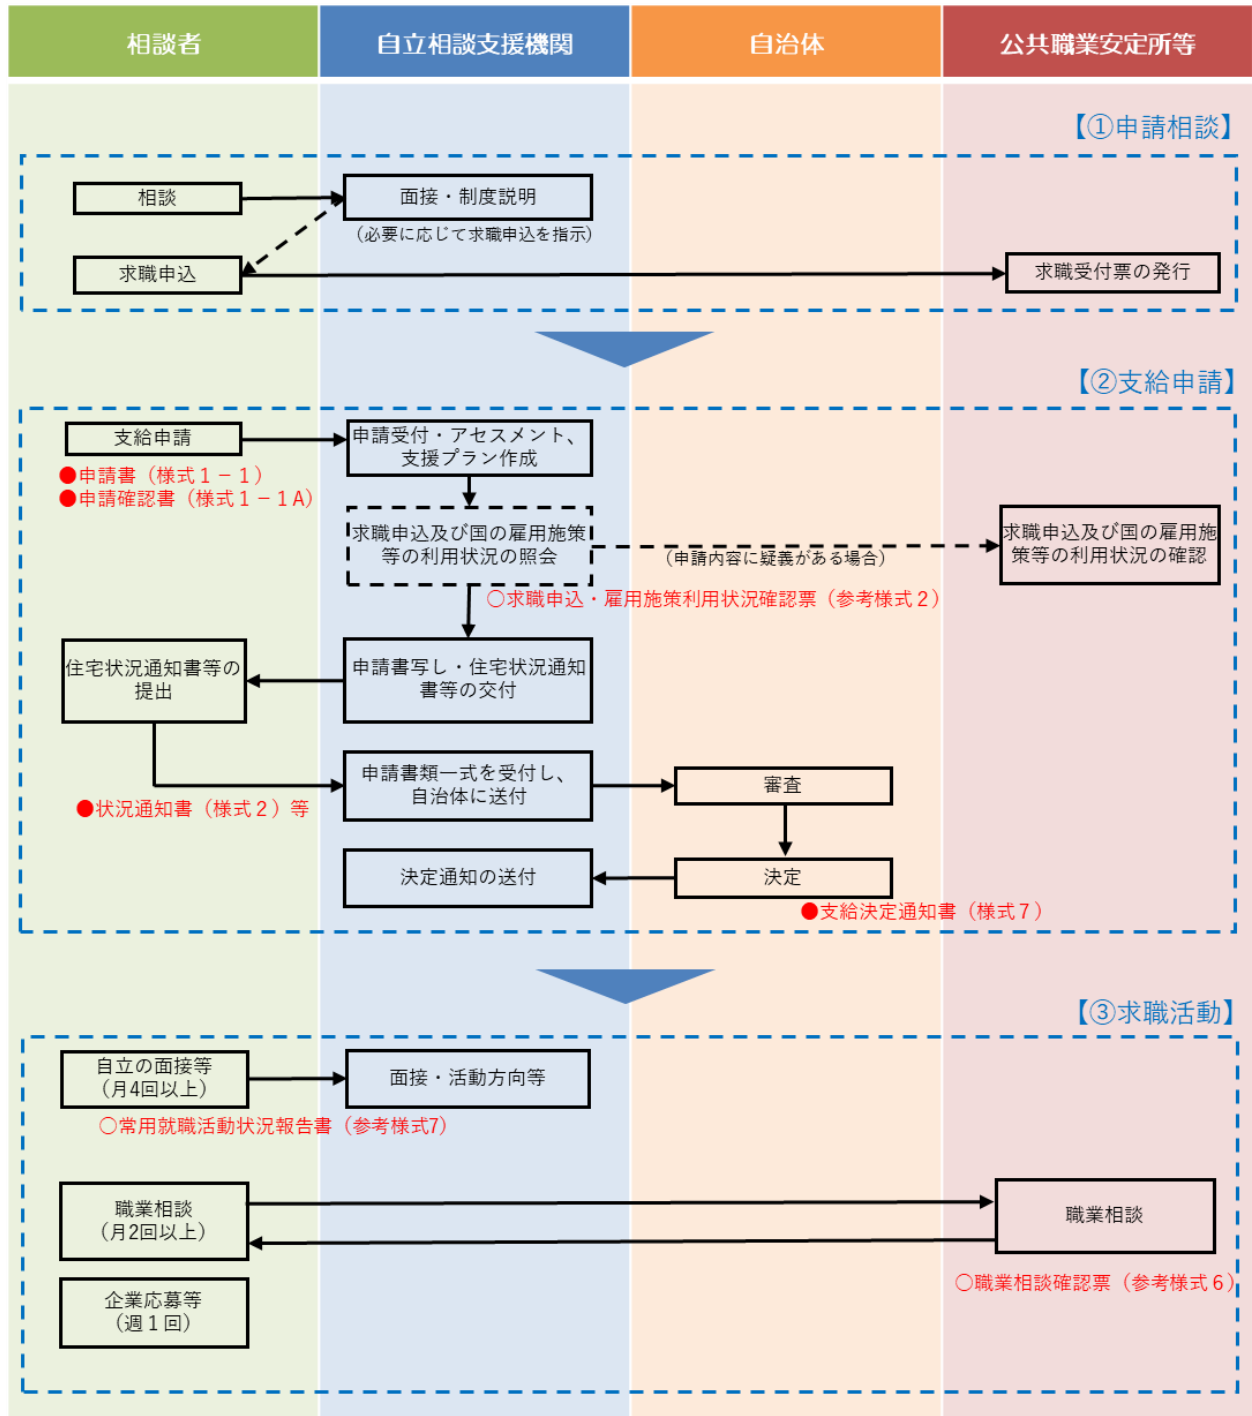 相談者
自立相談支援機関
自治体
公共職業安定所等
【①申請相談】
相談
面接・制度説明
（必要に応じて求職申込を指示）
求職申込
求職受付票の発行
【②支給申請】
支給申請
申請受付・アセスメント、
支援プラン作成
●申請書（様式１－１）
●申請確認書（様式１－１A）
求職申込及び国の雇用施策
等の利用状況の照会
（申請内容に疑義がある場合）
求職申込及び国の雇用施
策等の利用状況の確認
○求職申込・雇用施策利用状況確認票（参考様式２）
住宅状況通知書等の
提出
申請書写し・住宅状況通知
書等の交付
申請書類一式を受付し、
自治体に送付
審査
●状況通知書（様式２）等
決定通知の送付
決定
●支給決定通知書（様式７）
【③求職活動】
自立の面接等
（月4回以上）
面接・活動方向等
○常用就職活動状況報告書（参考様式7）
職業相談
（月2回以上）
職業相談
○職業相談確認票（参考様式６）
企業応募等
（週１回）